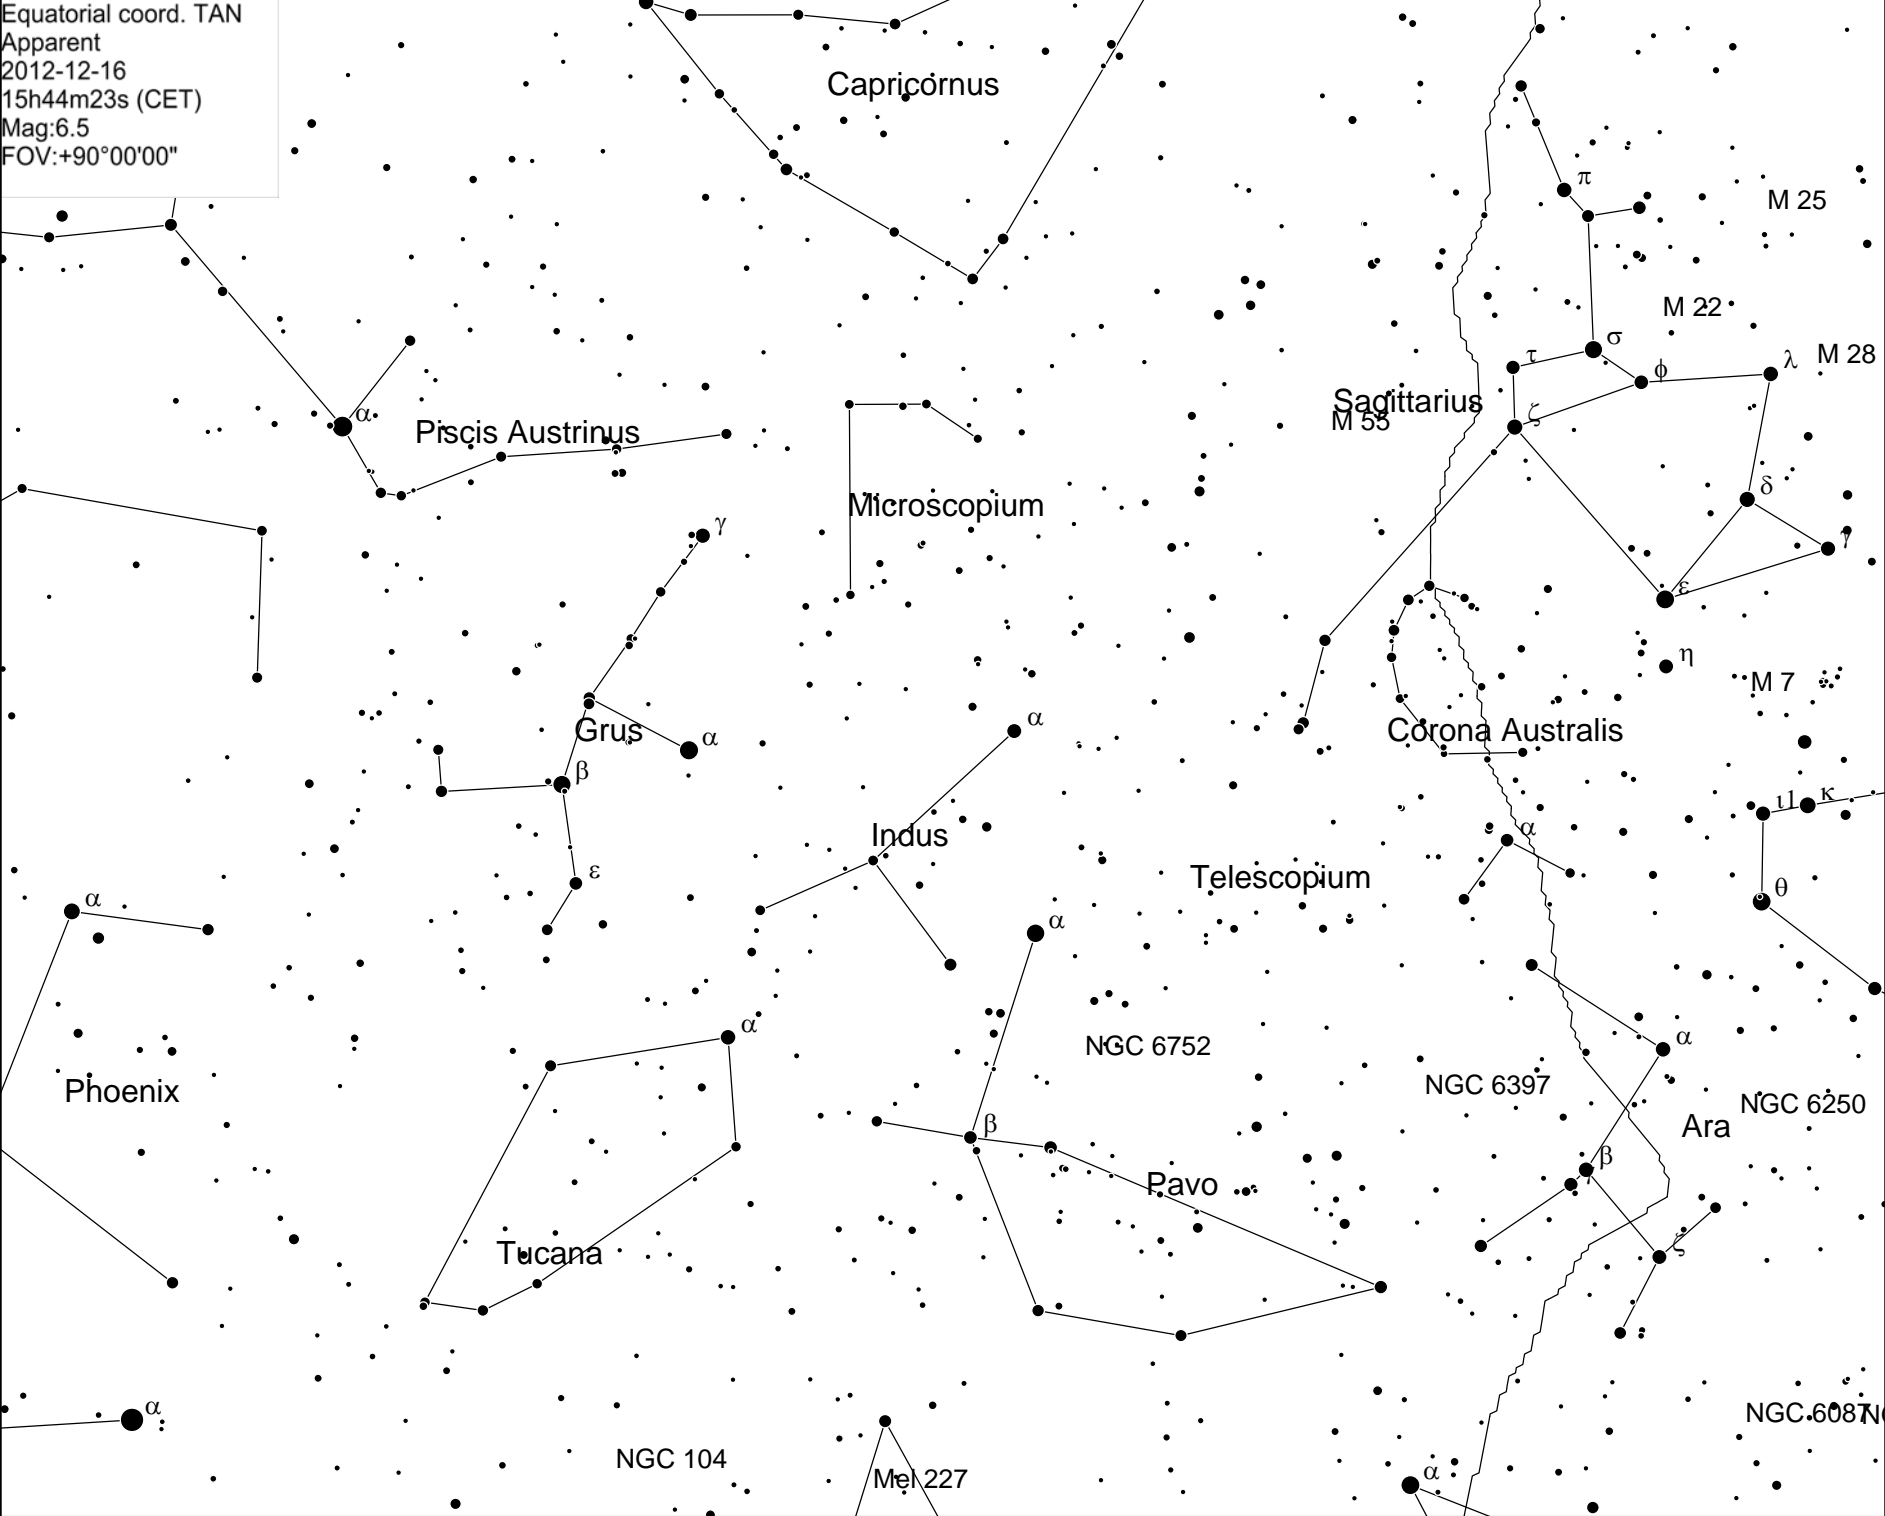 Equatorial coord. TAN
Apparent
2012-12-16
15h44m23s (CET)
Mag:6.5
FOV:+90°00'00"
Capricornus
π
M 25
M 22
σ
M 28
λ
τ
ϕ
Sagittarius
α
ζ
M 55
Piscis Austrinus
δ
Microscopium
γ
γ
ε
η
M 7
α
Grus
α
Corona Australis
β
ι1
κ
α
Indus
ε
Telescopium
θ
α
α
α
α
NGC 6752
NGC 6397
Phoenix
NGC 6250
β
Ara
β
Pavo
Tucana
ζ
α
NGC 6087
NGC 104
α
Mel 227